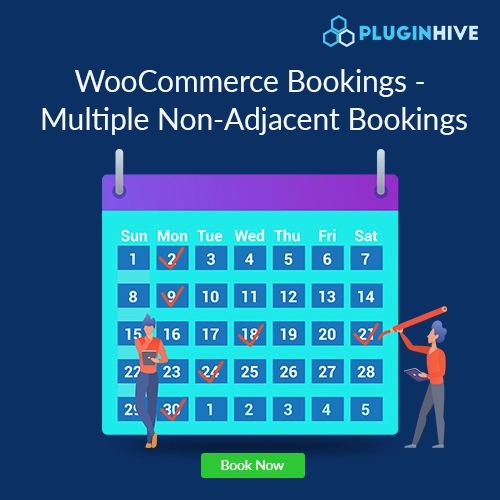 PLUGINHIVE
WooCommerce Bookings -
Multiple Non-Adjacent Bookings
Sun Mon Tue Wed Thu Fri Sat
1 2 3 4 5 6 7
8 9 10 11 12 13 14
15 16 17 18 19 20 21
22 23 24 25 26 27 28
29 30 1 2 3 4 5
Book Now